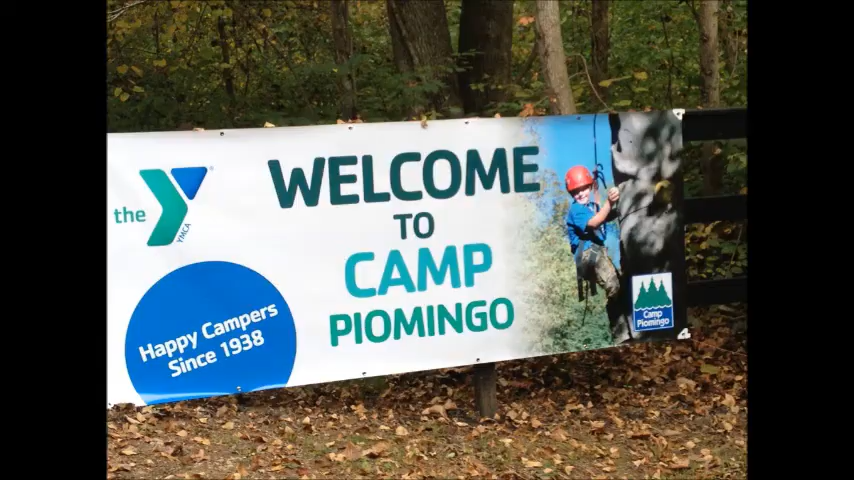 the
YMCA
WELCOME
TO
CAMP
PIOMINGO
Happy Campers
Since 1938
Camp
Piomingo